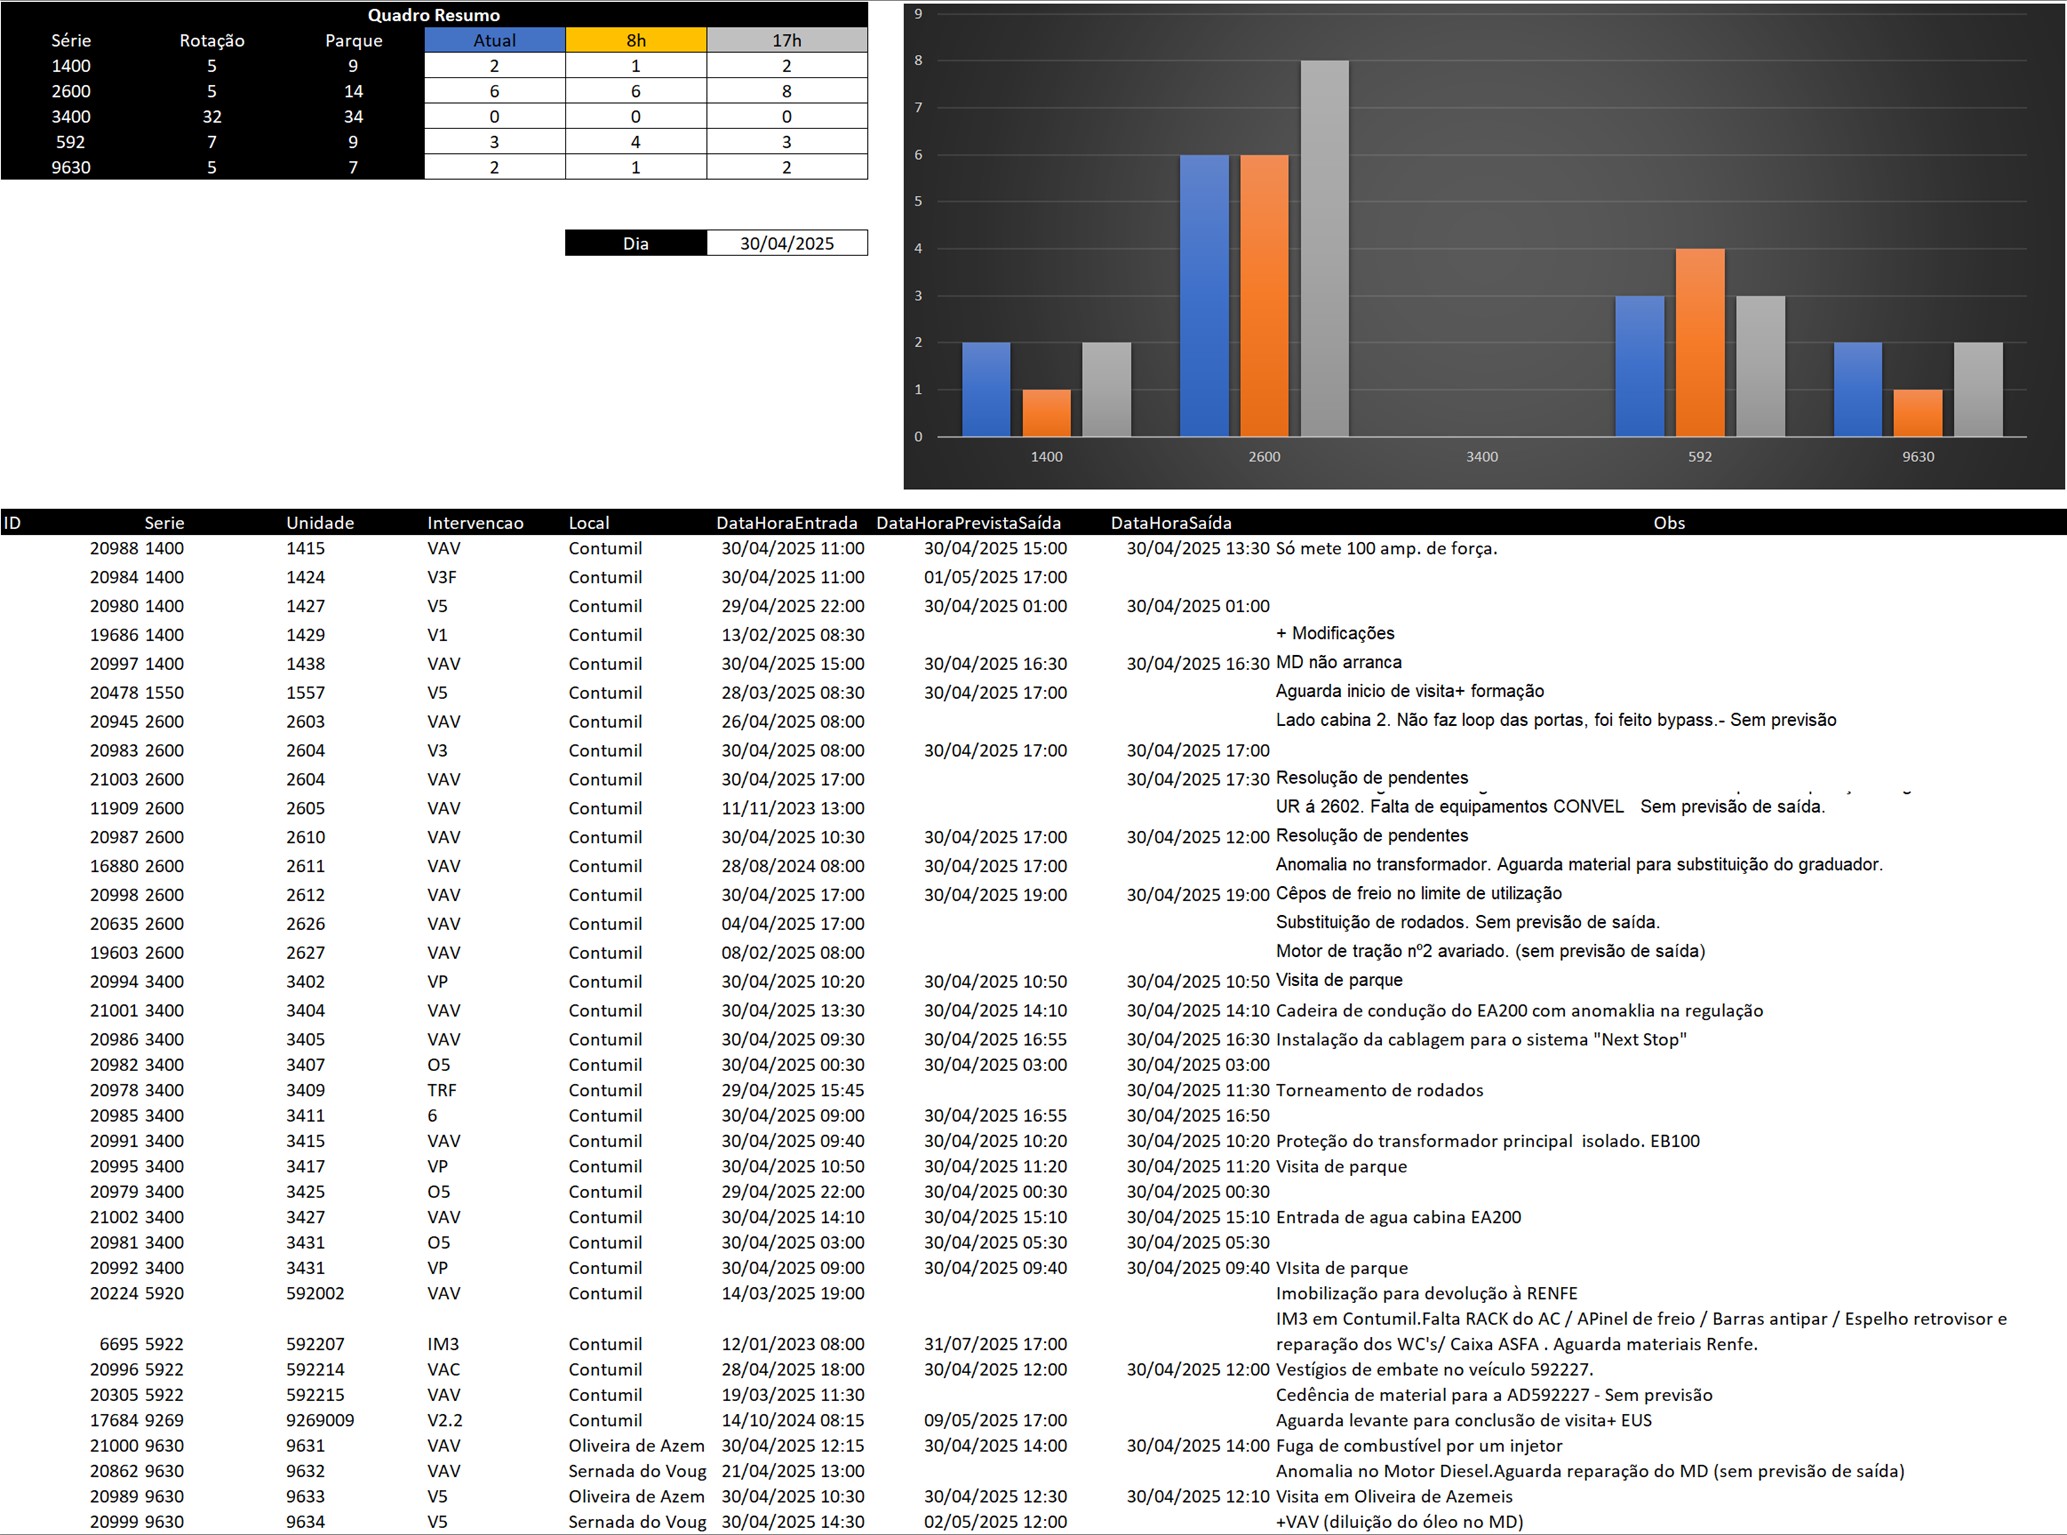 Quadro Resumo
Série Rotação Parque Atual 8h 17h
1400 5 9 2 1 2
2600 5 14 6 6 8
3400 32 34 0 0 0
592 7 9 3 4 3
9630 5 7 2 1 2
Dia 30/04/2025
9
8
7
6
5
4
3
2
1
0
1400 2600 3400 592 9630
ID Serie Unidade Intervencao Local DataHoraEntrada DataHoraPrevistaSaída DataHoraSaída Obs
20988 1400 1415 VAV Contumil 30/04/2025 11:00 30/04/2025 15:00 30/04/2025 13:30 Só mete 100 amp. de força.
20984 1400 1424 V3F Contumil 30/04/2025 11:00 01/05/2025 17:00
20980 1400 1427 V5 Contumil 29/04/2025 22:00 30/04/2025 01:00 30/04/2025 01:00
19686 1400 1429 V1 Contumil 13/02/2025 08:30 + Modificações
20997 1400 1438 VAV Contumil 30/04/2025 15:00 30/04/2025 16:30 30/04/2025 16:30 MD não arranca
20478 1550 1557 V5 Contumil 28/03/2025 08:30 30/04/2025 17:00 Aguarda inicio de visita+ formação
20945 2600 2603 VAV Contumil 26/04/2025 08:00 Lado cabina 2. Não faz loop das portas, foi feito bypass.- Sem previsão
20983 2600 2604 V3 Contumil 30/04/2025 08:00 30/04/2025 17:00 30/04/2025 17:00
21003 2600 2604 VAV Contumil 30/04/2025 17:00 30/04/2025 17:30 Resolução de pendentes
11909 2600 2605 VAV Contumil 11/11/2023 13:00 UR á 2602. Falta de equipamentos CONVEL Sem previsão de saída.
20987 2600 2610 VAV Contumil 30/04/2025 10:30 30/04/2025 17:00 30/04/2025 12:00 Resolução de pendentes
16880 2600 2611 VAV Contumil 28/08/2024 08:00 30/04/2025 17:00 Anomalia no transformador. Aguarda material para substituição do graduador.
20998 2600 2612 VAV Contumil 30/04/2025 17:00 30/04/2025 19:00 30/04/2025 19:00 Cêpos de freio no limite de utilização
20635 2600 2626 VAV Contumil 04/04/2025 17:00 Substituição de rodados. Sem previsão de saída.
19603 2600 2627 VAV Contumil 08/02/2025 08:00 Motor de tração nº2 avariado. (sem previsão de saída)
20994 3400 3402 VP Contumil 30/04/2025 10:20 30/04/2025 10:50 30/04/2025 10:50 Visita de parque
21001 3400 3404 VAV Contumil 30/04/2025 13:30 30/04/2025 14:10 30/04/2025 14:10 Cadeira de condução do EA200 com anomaklia na regulação
20986 3400 3405 VAV Contumil 30/04/2025 09:30 30/04/2025 16:55 30/04/2025 16:30 Instalação da cablagem para o sistema "Next Stop"
20982 3400 3407 O5 Contumil 30/04/2025 00:30 30/04/2025 03:00 30/04/2025 03:00
20978 3400 3409 TRF Contumil 29/04/2025 15:45 30/04/2025 11:30 Torneamento de rodados
20985 3400 3411 6 Contumil 30/04/2025 09:00 30/04/2025 16:55 30/04/2025 16:50
20991 3400 3415 VAV Contumil 30/04/2025 09:40 30/04/2025 10:20 30/04/2025 10:20 Proteção do transformador principal isolado. EB100
20995 3400 3417 VP Contumil 30/04/2025 10:50 30/04/2025 11:20 30/04/2025 11:20 Visita de parque
20979 3400 3425 O5 Contumil 29/04/2025 22:00 30/04/2025 00:30 30/04/2025 00:30
21002 3400 3427 VAV Contumil 30/04/2025 14:10 30/04/2025 15:10 30/04/2025 15:10 Entrada de agua cabina EA200
20981 3400 3431 O5 Contumil 30/04/2025 03:00 30/04/2025 05:30 30/04/2025 05:30
20992 3400 3431 VP Contumil 30/04/2025 09:00 30/04/2025 09:40 30/04/2025 09:40 VIsita de parque
20224 5920 592002 VAV Contumil 14/03/2025 19:00 Imobilização para devolução à RENFE
IM3 em Contumil.Falta RACK do AC / APinel de freio / Barras antipar / Espelho retrovisor e
6695 5922 592207 IM3 Contumil 12/01/2023 08:00 31/07/2025 17:00 reparação dos WC's/ Caixa ASFA . Aguarda materiais Renfe.
20996 5922 592214 VAC Contumil 28/04/2025 18:00 30/04/2025 12:00 30/04/2025 12:00 Vestígios de embate no veículo 592227.
20305 5922 592215 VAV Contumil 19/03/2025 11:30 Cedência de material para a AD592227 - Sem previsão
17684 9269 9269009 V2.2 Contumil 14/10/2024 08:15 09/05/2025 17:00 Aguarda levante para conclusão de visita+ EUS
21000 9630 9631 VAV Oliveira de Azem 30/04/2025 12:15 30/04/2025 14:00 30/04/2025 14:00 Fuga de combustível por um injetor
20862 9630 9632 VAV Sernada do Voug 21/04/2025 13:00 Anomalia no Motor Diesel.Aguarda reparação do MD (sem previsão de saída)
20989 9630 9633 V5 Oliveira de Azem 30/04/2025 10:30 30/04/2025 12:30 30/04/2025 12:10 Visita em Oliveira de Azemeis
20999 9630 9634 V5 Sernada do Voug 30/04/2025 14:30 02/05/2025 12:00 +VAV (diluição do óleo no MD)